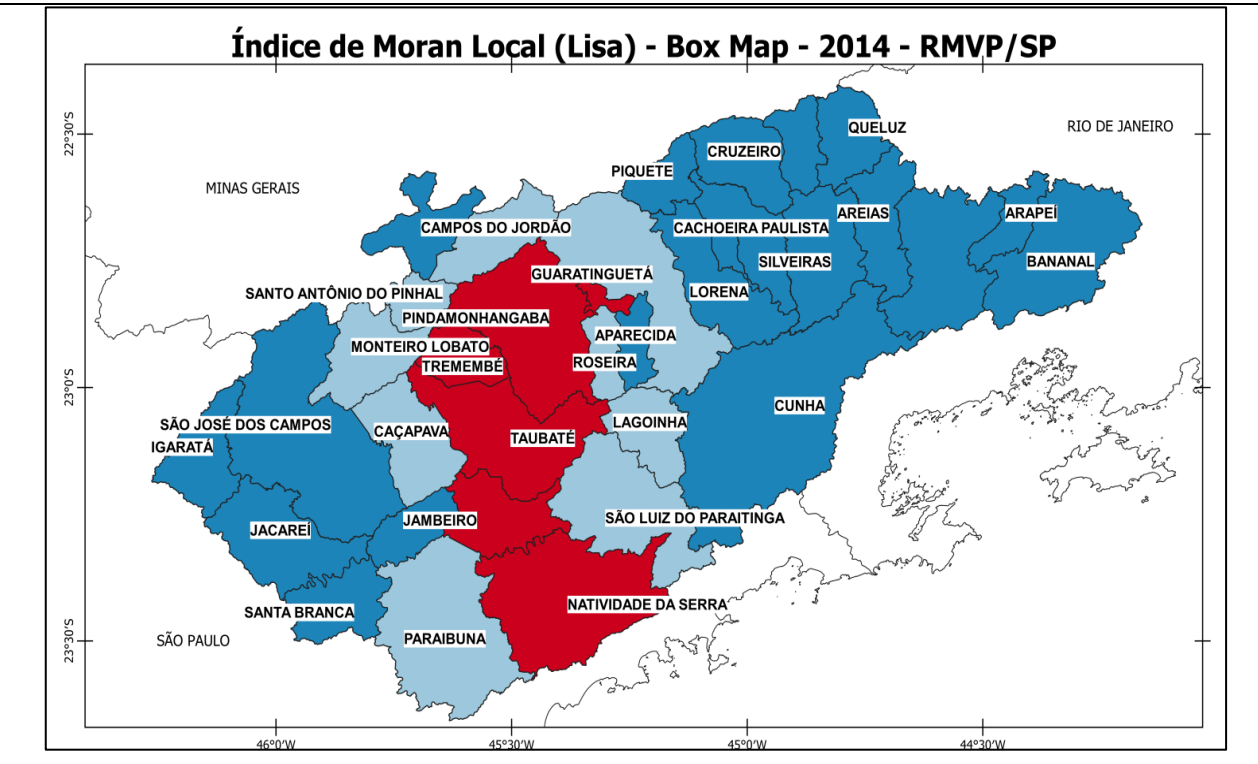 Índice de Moran Local (Lisa) - Box Map - 2014 - RMVP/SP
22°30'S
23°0'S
23°30'S
RIO DE JANEIRO
QUELUZ
CRUZEIRO
PIQUETE
MINAS GERAIS
AREIAS
ARAPEÍ
CAMPOS DO JORDÃO
CACHOEIRA PAULISTA
SILVEIRAS
BANANAL
GUARATINGUETÁ
SANTO ANTÔNIO DO PINHAL
LORENA
PINDAMONHANGABA
APARECIDA
MONTEIRO LOBATO
ROSEIRA
TREMEMBÉ
CUNHA
SÃO JOSÉ DOS CAMPOS
LAGOINHA
CAÇAPAVA
TAUBATÉ
IGARATÁ
SÃO LUIZ DO PARAITINGA
JAMBEIRO
JACAREÍ
NATIVIDADE DA SERRA
SANTA BRANCA
PARAIBUNA
SÃO PAULO
46°0'W
45°30'W
45°0'W
44°30'W